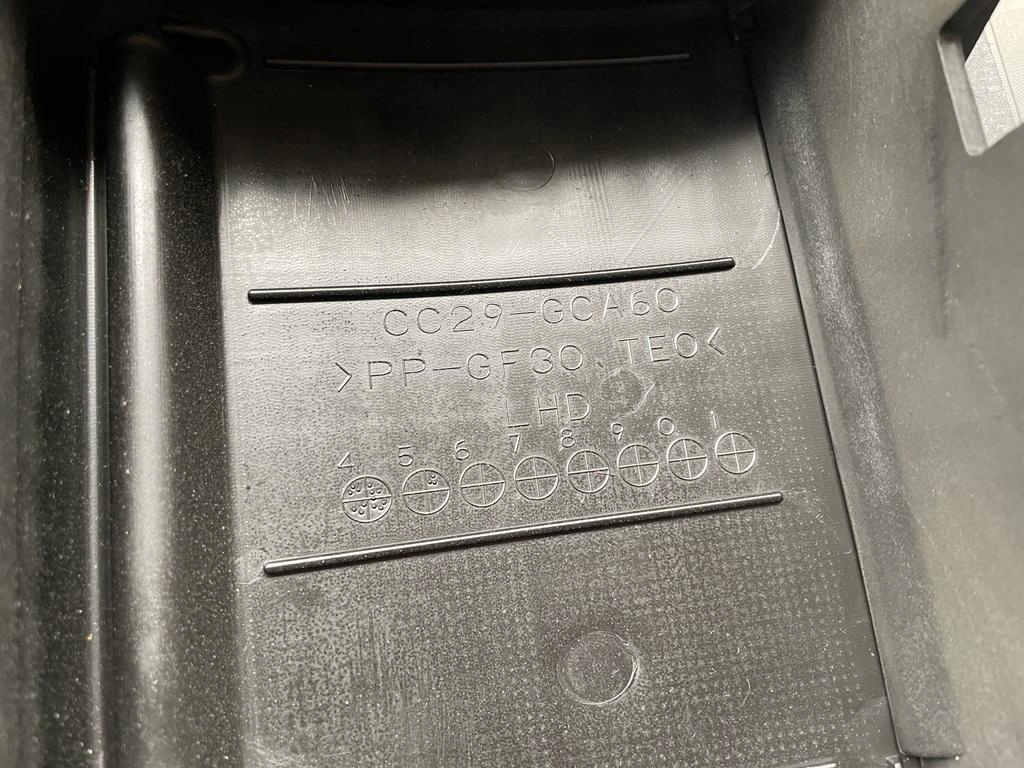 CC29-GCA60
>PP-GF30、TEO<
LHD
4 5 6 7 8 9 0 1